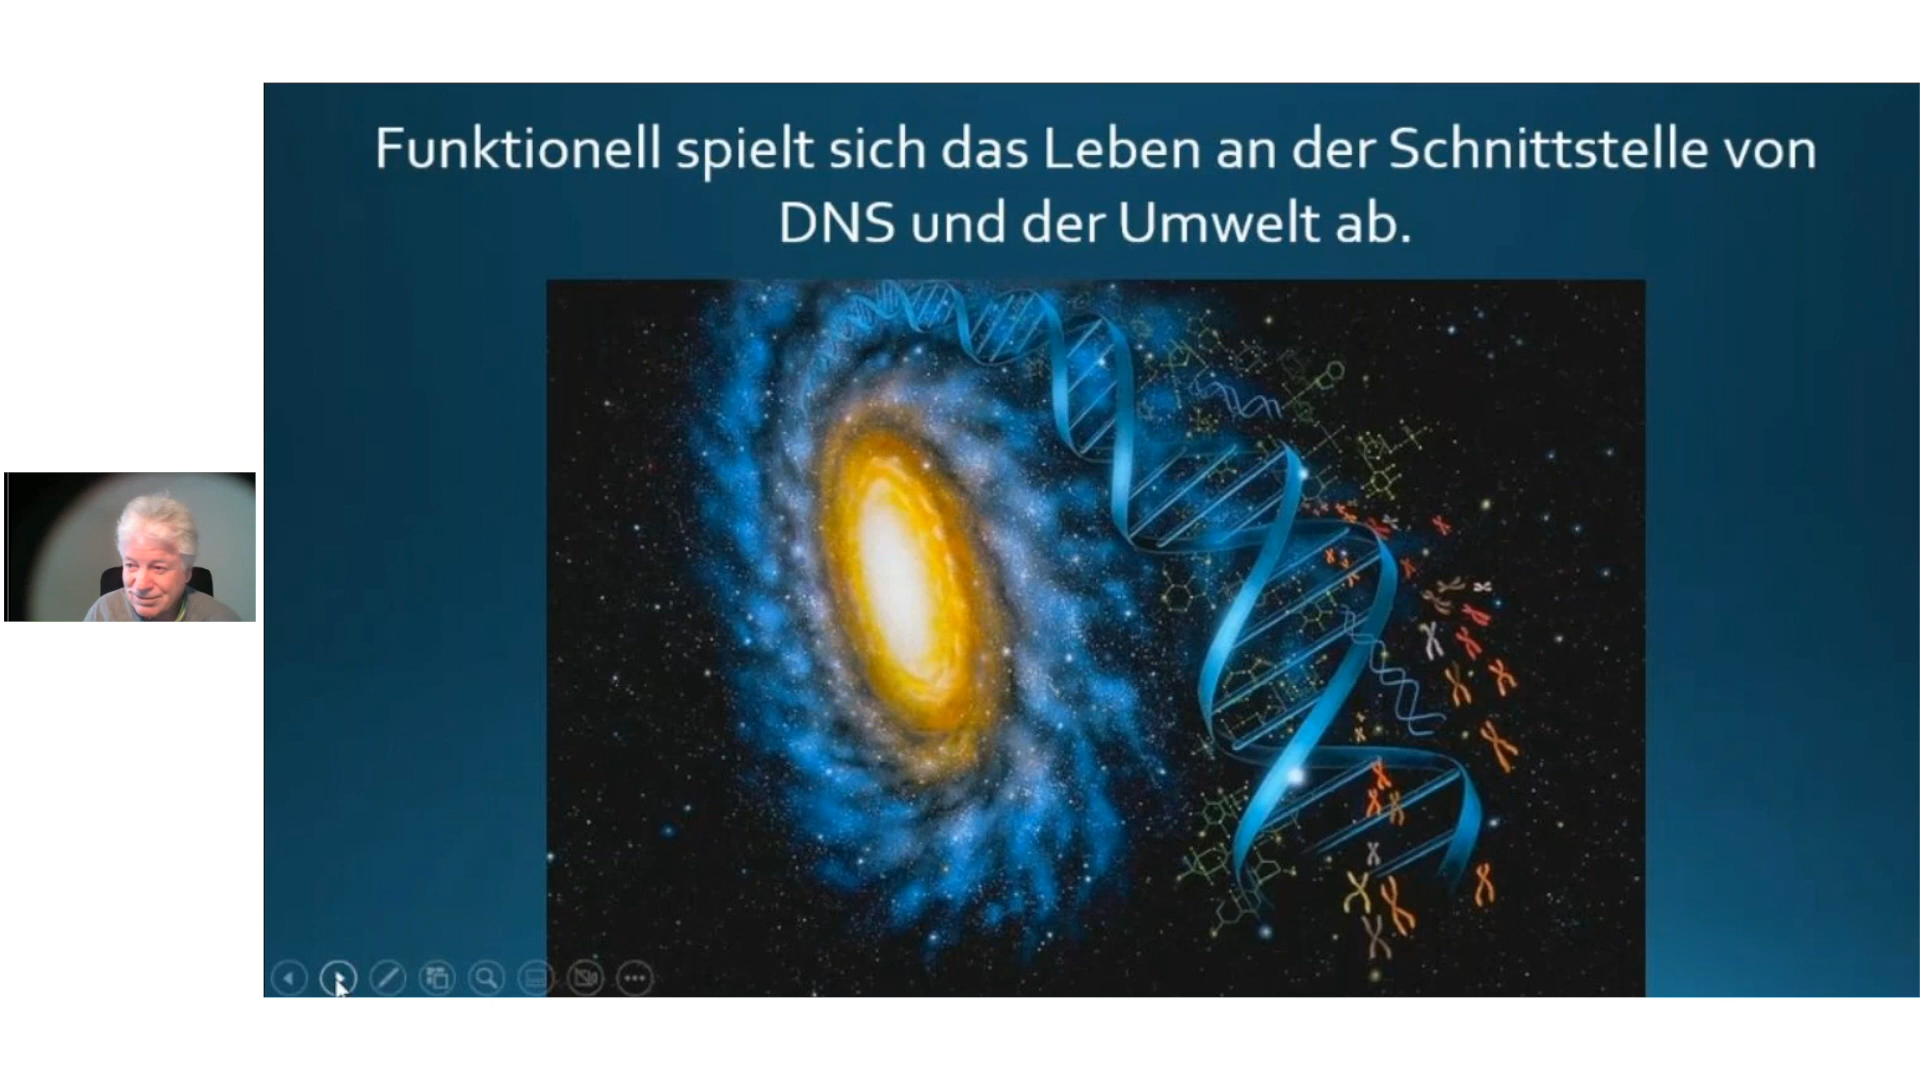 Funktionell spielt sich das Leben an der Schnittstelle von
DNS und der Umwelt ab.